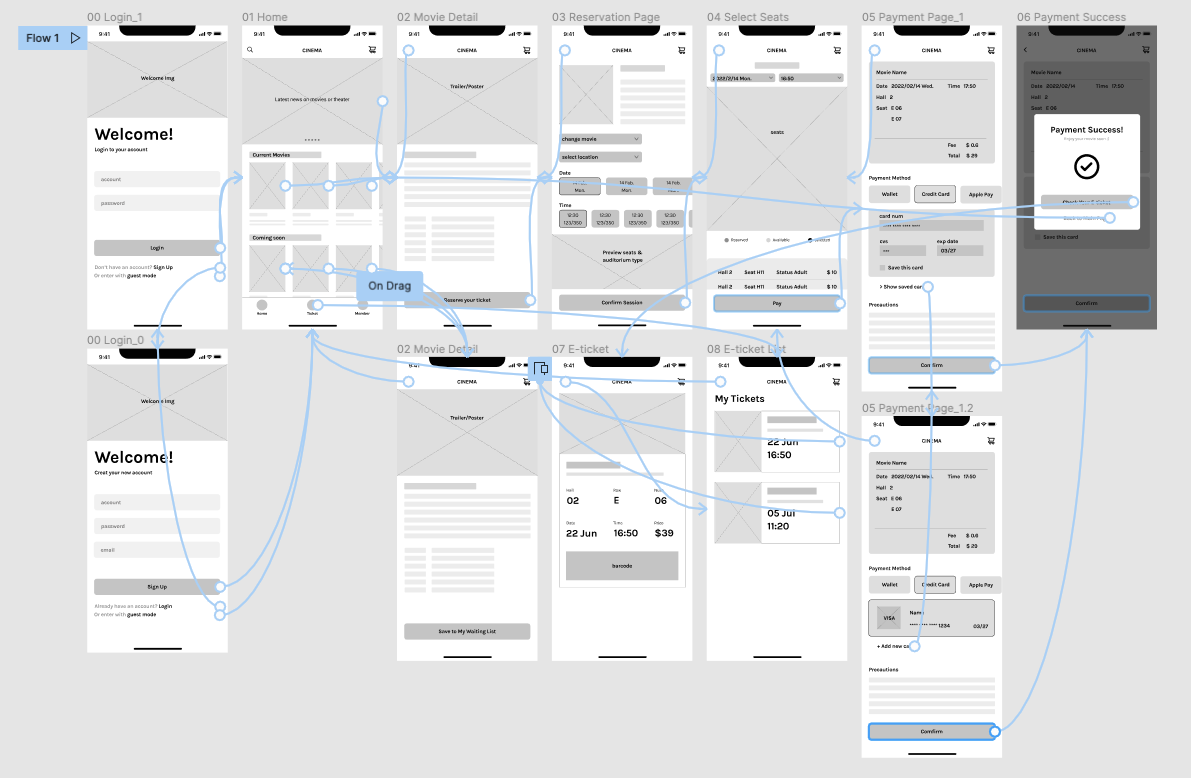 Flow 1
00 Login_1
9:41
Welcome Img
Welcome!
Login to your account
account
password
Login
Don't have an account? Sign Up
Or enter with guest mode
01 Home
9:41
CINEMA
Latest news on movies or theater
Current Movies
Coming soon
Home
Ticket
Member
On Drag
02 Movie Detail
9:41
CINEMA
Trailer/Poster
Reserve your ticket
03 Reservation Page
9:41
CINEMA
change movie
select location
Date
14 Feb.
Mon.
14 Feb.
Mon.
14 Feb.
Mon.
Time
12:30
123/350
12:30
123/350
12:30
123/350
12:30
123/350
Preview seats &
auditorium type
Confirm Session
04 Select Seats
9:41
CINEMA
2022/2/14 Mon.
16:50
seats
Reserved
Available
Selected
Hall 2 Seat H11 Status Adult $ 10
Hall 2 Seat H11 Status Adult $ 10
Pay
05 Payment Page_1
9:41
CINEMA
Movie Name
Date 2022/02/14 Wed. Time 17:50
Hall 2
Seat E 06
E 07
Fee $ 0.6
Total $ 29
Payment Method
Wallet
Credit Card
Apple Pay
card num
**** **** **** ****
cvs
***
exp date
03/27
Save this card
> Show saved card
Precautions
Confirm
06 Payment Success
9:41
CINEMA
Movie Name
Date 2022/02/14 Time 17:50
Hall 2
Seat E 06
Payment Success!
Save this card
Comfirm
00 Login_0
9:41
Welcome Img
Welcome!
Creat your new account
account
password
email
Sign Up
Already have an account? Login
Or enter with guest mode
02 Movie Detail
9:41
CINEMA
Trailer/Poster
Save to My Waiting List
07 E-ticket
9:41
CINEMA
Hall
02
E
06
Date
22 Jun
Time
16:50
Price
$39
barcode
08 E-ticket List
9:41
CINEMA
My Tickets
22 Jun
16:50
05 Jul
11:20
05 Payment Page_1.2
9:41
CINEMA
Movie Name
Date 2022/02/14 Wed. Time 17:50
Hall 2
Seat E 06
E 07
Fee $ 0.6
Total $ 29
Payment Method
Wallet
Credit Card
Apple Pay
VISA
Name
**** **** **** 1234
03/27
+ Add new card
Precautions
Comfirm